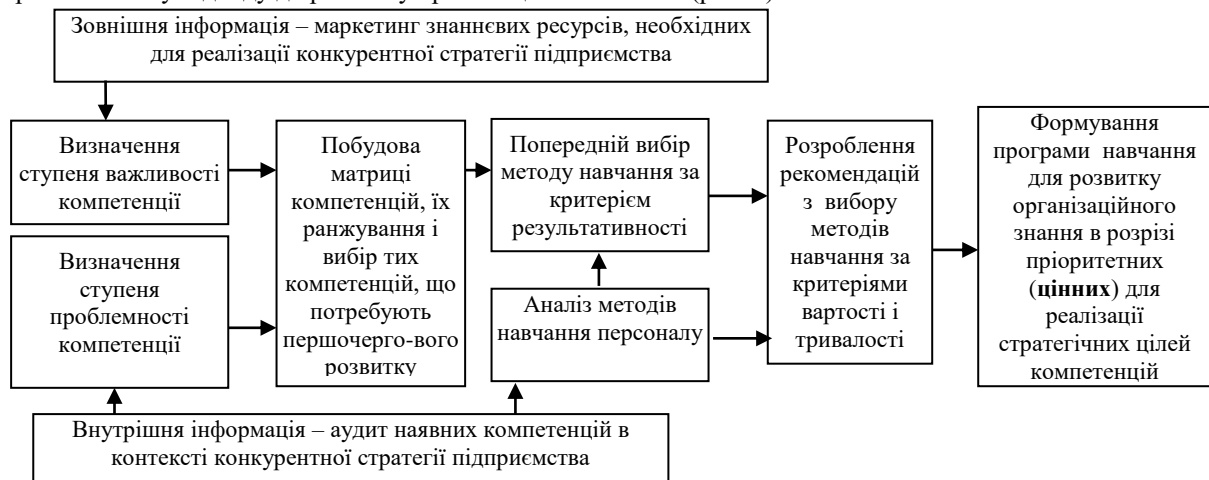 Зовнішня інформація – маркетинг знаннєвих ресурсів, необхідних
для реалізації конкурентної стратегії підприємства
Визначення
ступеня важливості
компетенції
Визначення
ступеня
проблемності
компетенції
Побудова
матриці
компетенцій, їх
ранжування і
вибір тих
компетенцій, що
потребують
першочерго-вого
розвитку
Попередній вибір
методу навчання за
критерієм
результативності
Аналіз методів
навчання персоналу
Розроблення
рекомендацій
з вибору
методів
навчання за
критеріями
вартості і
тривалості
Формування
програми навчання
для розвитку
організаційного
знання в розрізі
пріоритетних
(цінних) для
реалізації
стратегічних цілей
компетенцій
Внутрішня інформація – аудит наявних компетенцій в
контексті конкурентної стратегії підприємства